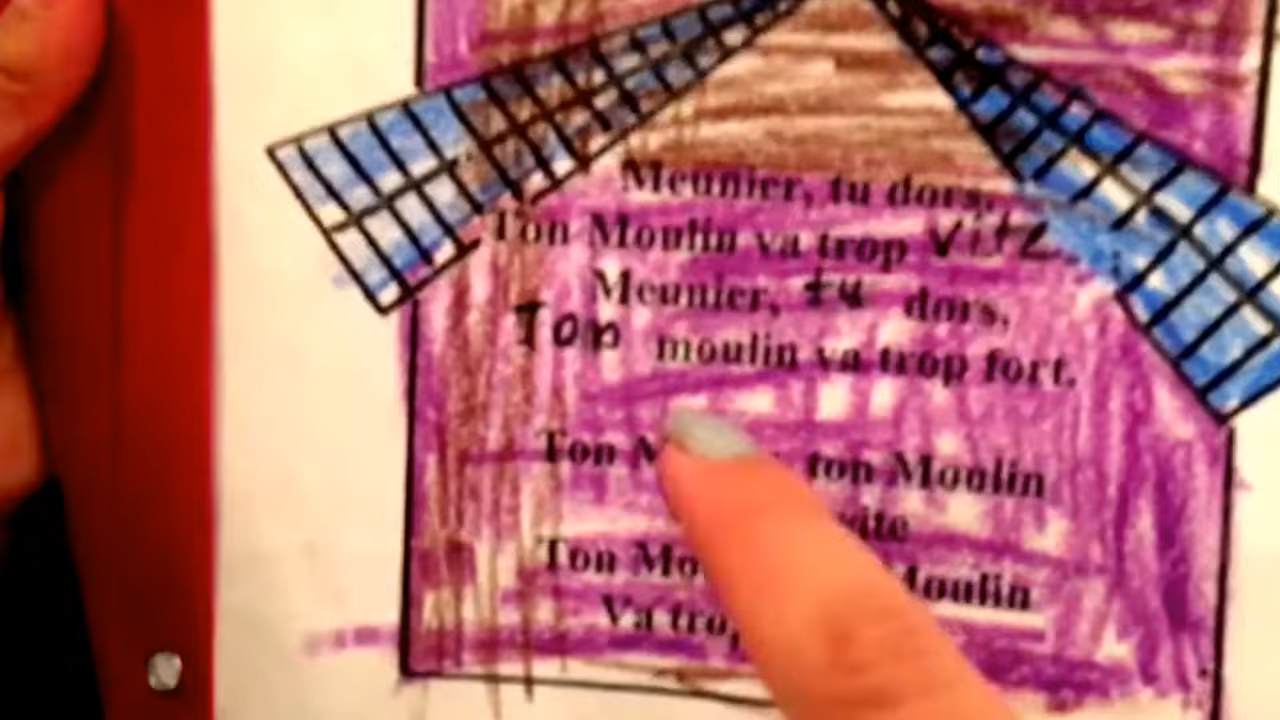 Meunier, tu dors,
Ton Moulin va trop vite.
Meunier, tu dors.
Ton moulin va trop fort.
Ton ton Moulin
vite
Ton Moulin
Va trop